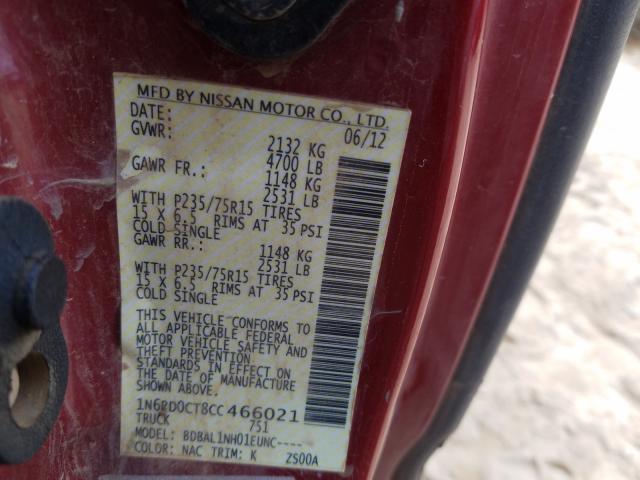 MFD BY NISSAN MOTOR CO., LTD.
DATE: 06/12
GVWR: 2132 KG
4700 LB
GAWR FR.: 1148 KG
2531 LB
WITH P235/75R15 TIRES
15 X 6.5 RIMS AT 35 PSI
COLD SINGLE
GAWR RR.: 1148 KG
2531 LB
WITH P235/75R15 TIRES
15 X 6.5 RIMS AT 35 PSI
COLD SINGLE
THIS VEHICLE CONFORMS TO
ALL APPLICABLE FEDERAL
MOTOR VEHICLE SAFETY AND
THEFT PREVENTION
STANDARDS IN EFFECT ON
THE DATE OF MANUFACTURE
SHOWN ABOVE.
1N6BD0CT8CC466021
TRUCK 751
MODEL: BDBAL1NH01EUNC----
COLOR: NAC TRIM: K ZS00A